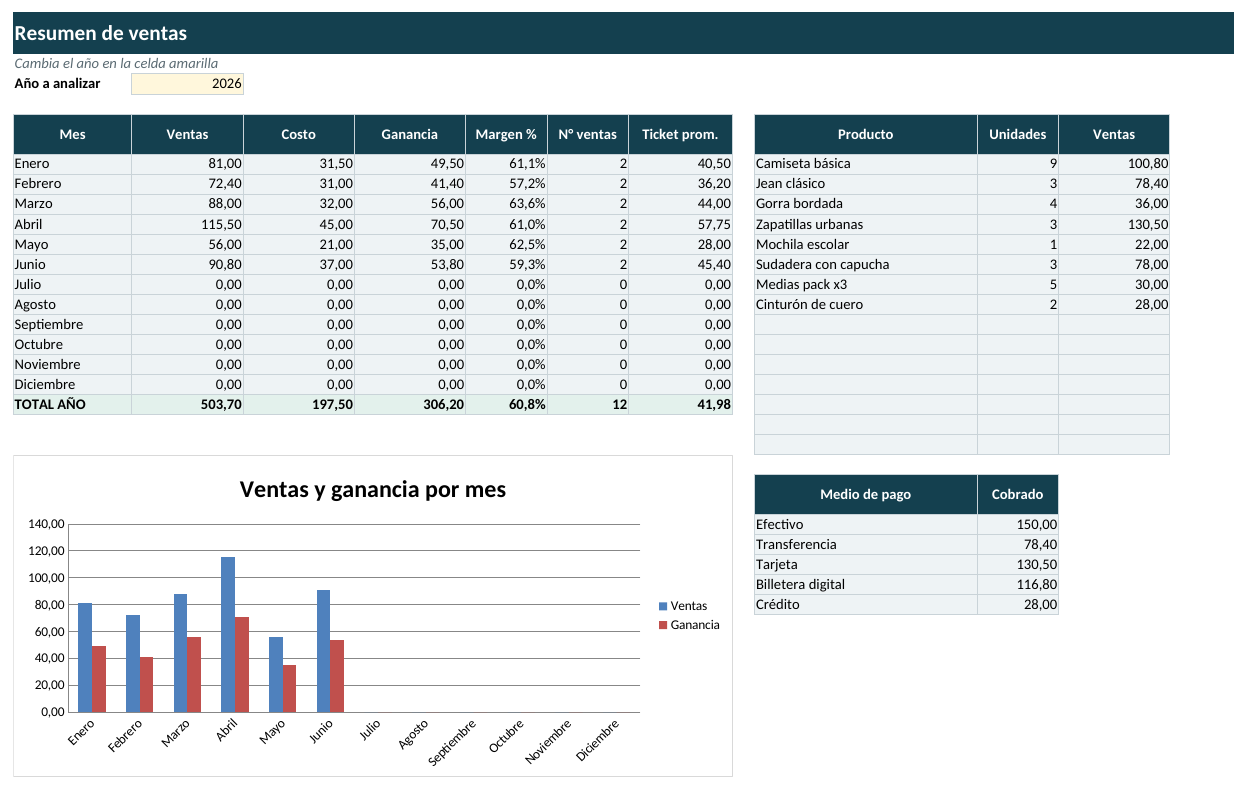 Resumen de ventas
Cambia el año en la celda amarilla
Año a analizar 2026
Mes Ventas Costo Ganancia Margen % N° ventas Ticket prom.
Enero 81,00 31,50 49,50 61,1% 2 40,50
Febrero 72,40 31,00 41,40 57,2% 2 36,20
Marzo 88,00 32,00 56,00 63,6% 2 44,00
Abril 115,50 45,00 70,50 61,0% 2 57,75
Mayo 56,00 21,00 35,00 62,5% 2 28,00
Junio 90,80 37,00 53,80 59,3% 2 45,40
Julio 0,00 0,00 0,00 0,0% 0 0,00
Agosto 0,00 0,00 0,00 0,0% 0 0,00
Septiembre 0,00 0,00 0,00 0,0% 0 0,00
Octubre 0,00 0,00 0,00 0,0% 0 0,00
Noviembre 0,00 0,00 0,00 0,0% 0 0,00
Diciembre 0,00 0,00 0,00 0,0% 0 0,00
TOTAL AÑO 503,70 197,50 306,20 60,8% 12 41,98
Producto Unidades Ventas
Camiseta básica 9 100,80
Jean clásico 3 78,40
Gorra bordada 4 36,00
Zapatillas urbanas 3 130,50
Mochila escolar 1 22,00
Sudadera con capucha 3 78,00
Medias pack x3 5 30,00
Cinturón de cuero 2 28,00
Medio de pago Cobrado
Efectivo 150,00
Transferencia 78,40
Tarjeta 130,50
Billetera digital 116,80
Crédito 28,00
Ventas y ganancia por mes
140,00
120,00
100,00
80,00
60,00
40,00
20,00
0,00
Enero Febrero Marzo Abril Mayo Junio Julio Agosto Septiembre Octubre Noviembre Diciembre
Ventas
Ganancia